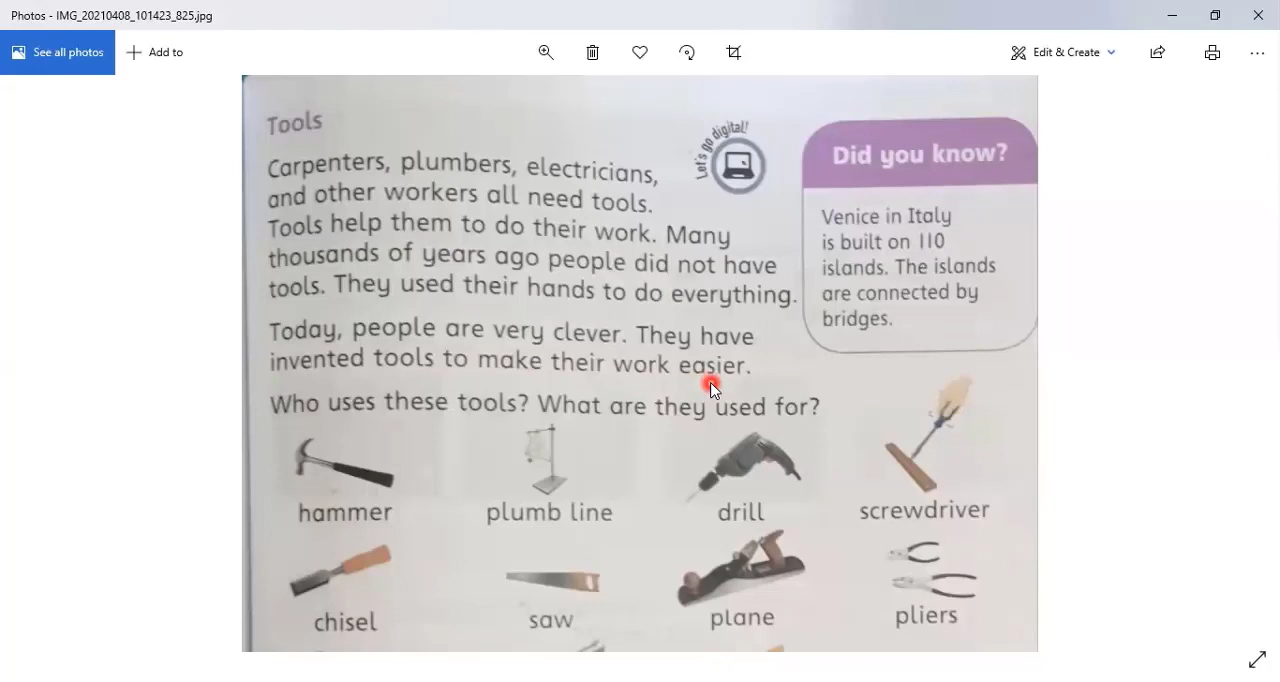 Photos - IMG_20210408_101423_825.jpg
See all photos
Add to
Edit & Create
Tools
Carpenters, plumbers, electricians,
and other workers all need tools.
Tools help them to do their work. Many
thousands of years ago people did not have
tools. They used their hands to do everything.
Today, people are very clever. They have
invented tools to make their work easier.
Who uses these tools? What are they used for?
Let's go digital!
Did you know?
Venice in Italy
is built on 110
islands. The islands
are connected by
bridges.
hammer
plumb line
drill
screwdriver
chisel
saw
plane
pliers